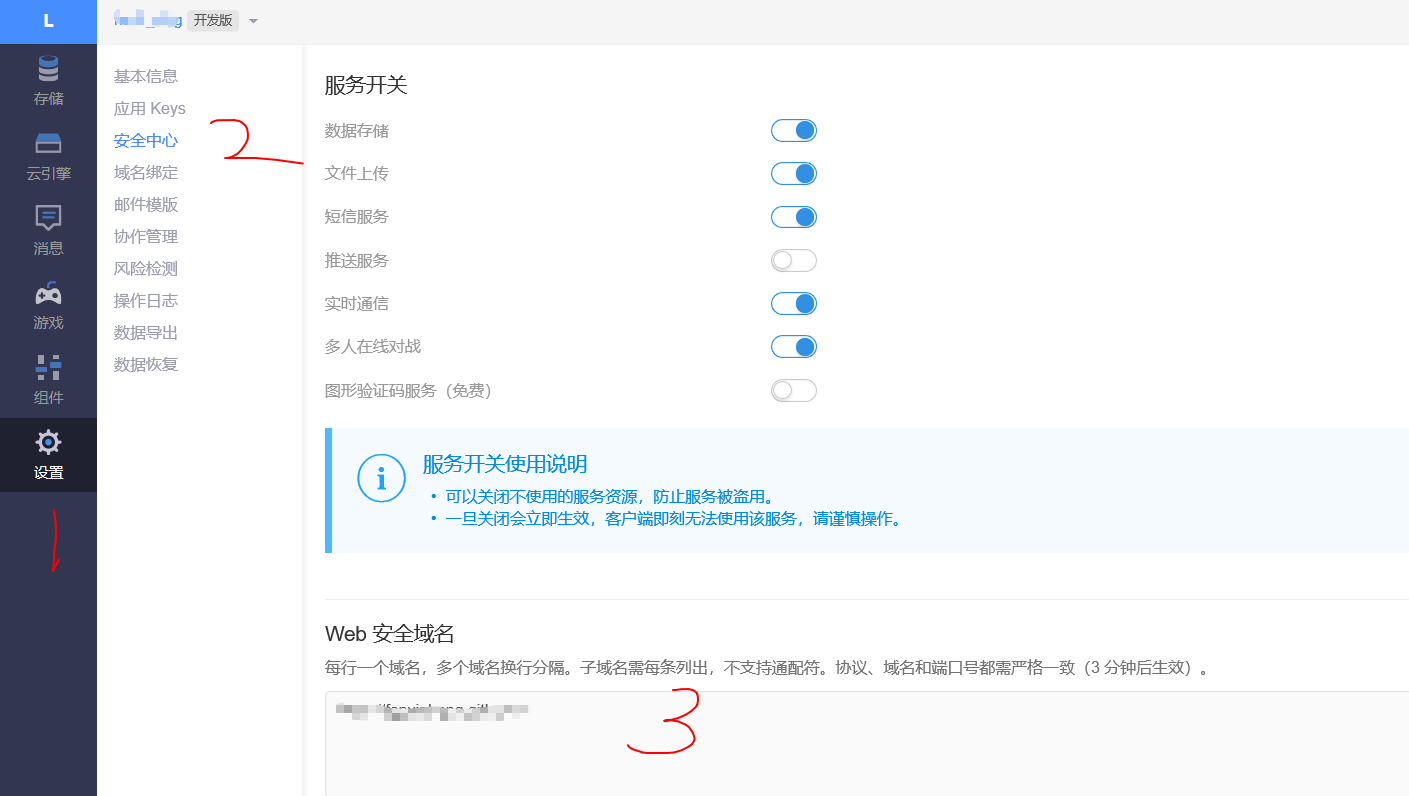 L
开发版
存储
云引擎
消息
游戏
组件
设置
1
基本信息
应用 Keys
安全中心
2
域名绑定
邮件模版
协作管理
风险检测
操作日志
数据导出
数据恢复
服务开关
数据存储
文件上传
短信服务
推送服务
实时通信
多人在线对战
图形验证码服务（免费）
服务开关使用说明
• 可以关闭不使用的服务资源，防止服务被盗用。
• 一旦关闭会立即生效，客户端即刻无法使用该服务，请谨慎操作。
Web 安全域名
每行一个域名，多个域名换行分隔。子域名需每条列出，不支持通配符。协议、域名和端口号都需严格一致（3 分钟后生效）。
3